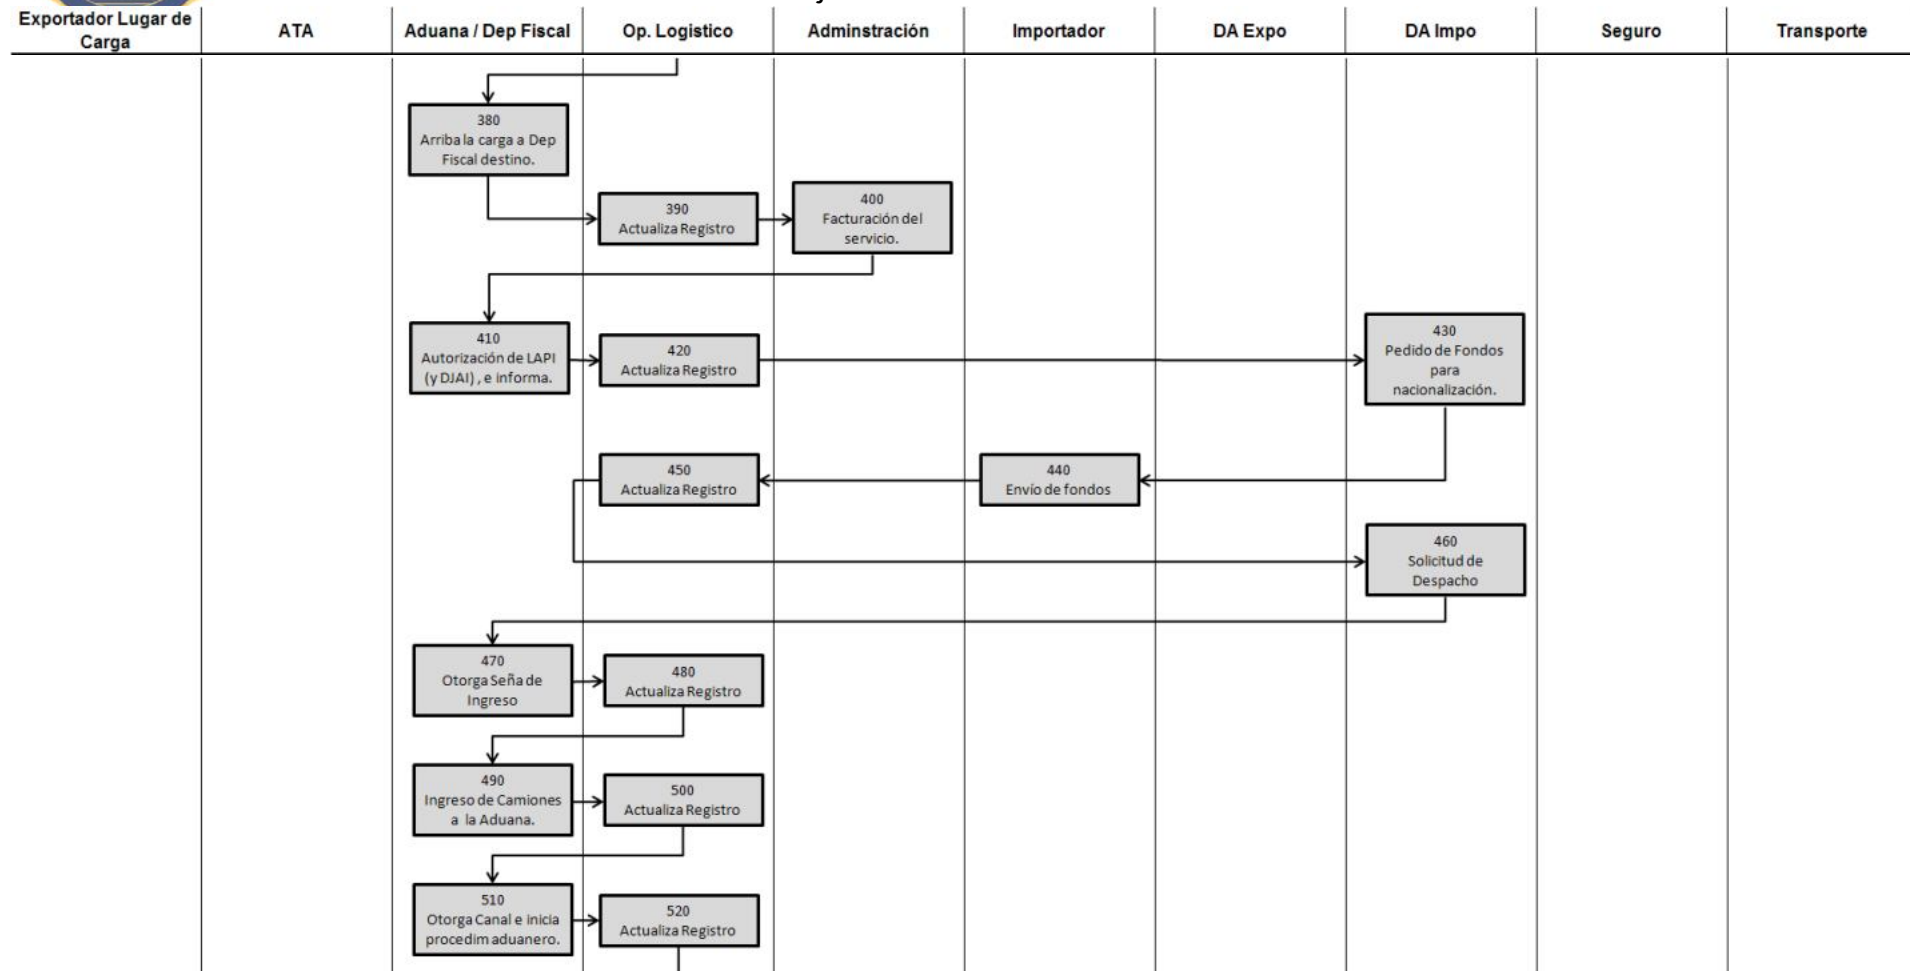 Exportador Lugar de
Carga
ATA
Aduana / Dep Fiscal
Op. Logistico
Adminstración
Importador
DA Expo
DA Impo
Seguro
Transporte
380
Arriba la carga a Dep
Fiscal destino.
390
Actualiza Registro
400
Facturación del
servicio.
410
Autorización de LAPI
(y DJAI) , e informa.
420
Actualiza Registro
430
Pedido de Fondos
para
nacionalización.
450
Actualiza Registro
440
Envío de fondos
460
Solicitud de
Despacho
470
Otorga Seña de
Ingreso
480
Actualiza Registro
490
Ingreso de Camiones
a la Aduana.
500
Actualiza Registro
510
Otorga Canal e inicia
procedim aduanero.
520
Actualiza Registro